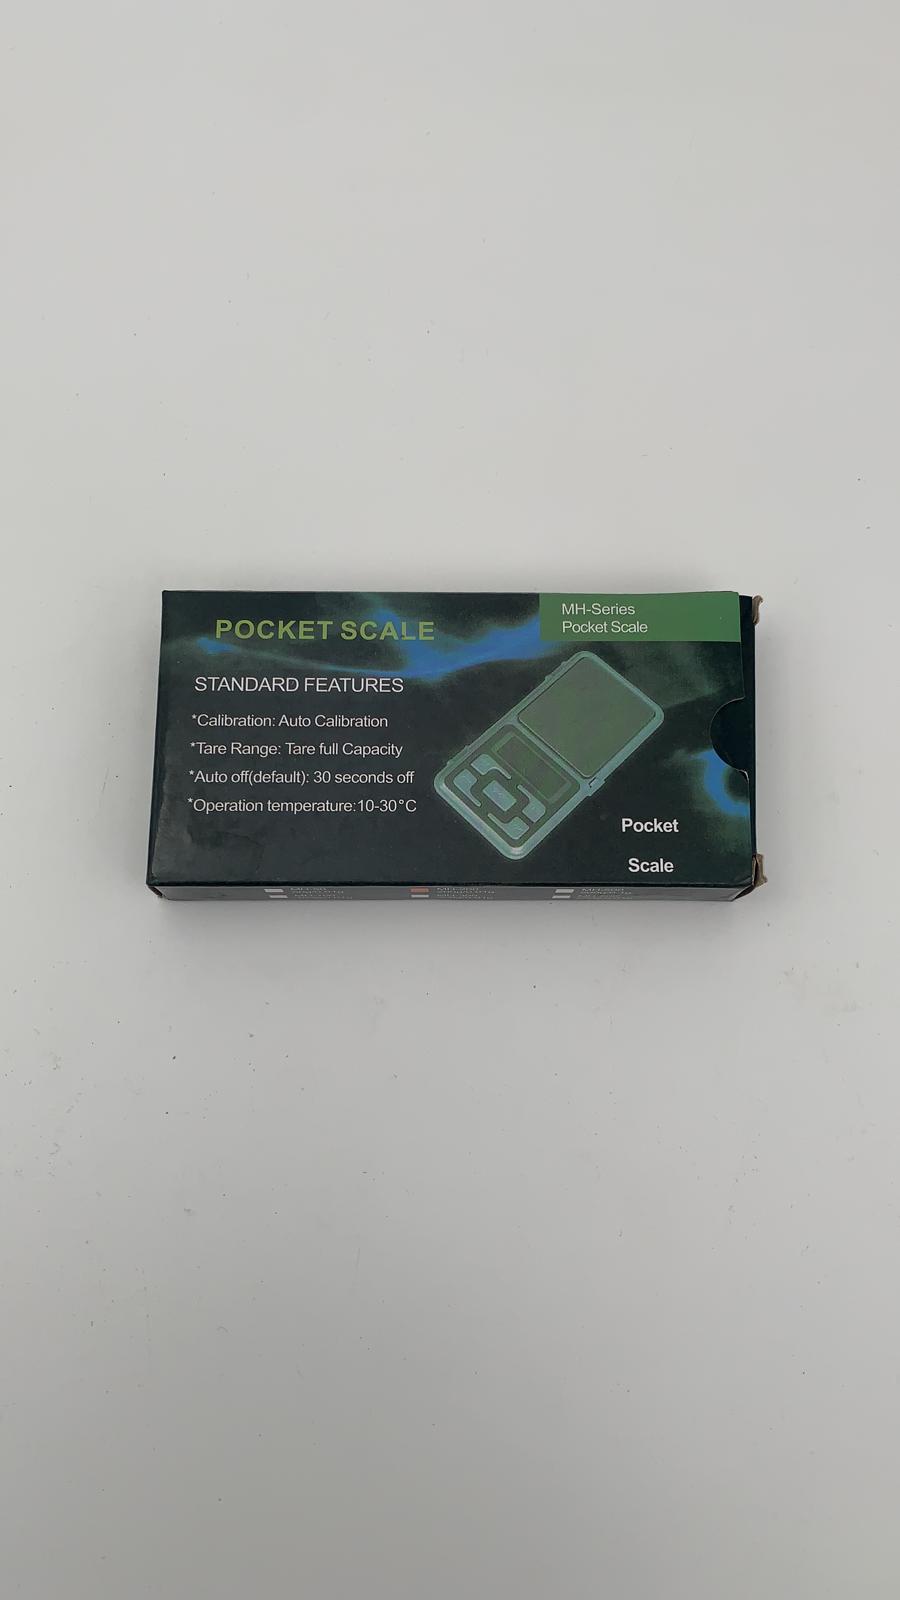 POCKET SCALE
MH-Series
Pocket Scale
STANDARD FEATURES
*Calibration: Auto Calibration
*Tare Range: Tare full Capacity
*Auto off(default): 30 seconds off
*Operation temperature:10-30°C
Pocket
Scale